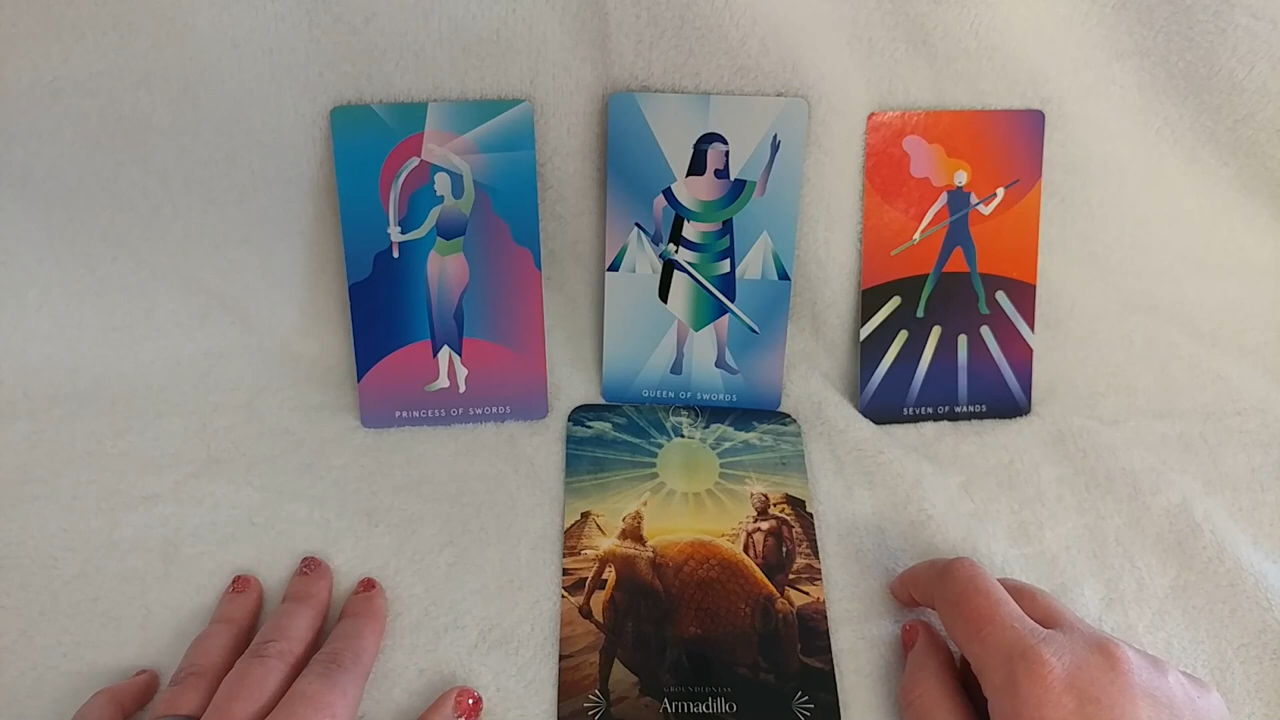 PRINCESS OF SWORDS
QUEEN OF SWORDS
SEVEN OF WANDS
GROUNDEDNESS
Armadillo